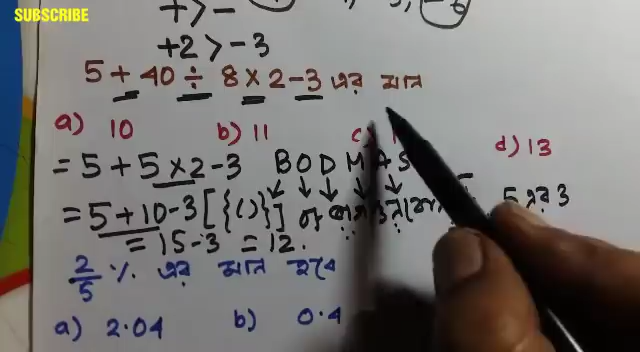 SUBSCRIBE
+>−
+2 > −3
5 + 40 ÷ 8 × 2 − 3 এর মান
a) 10 b) 11 c) 1 d) 13
= 5 + 5 × 2 − 3 BODMAS
= 5 + 10 − 3 [{()}] 5 এর 3
= 15 − 3 = 12.
2/5 % এর মান হবে
a) 2.04 b) 0.4